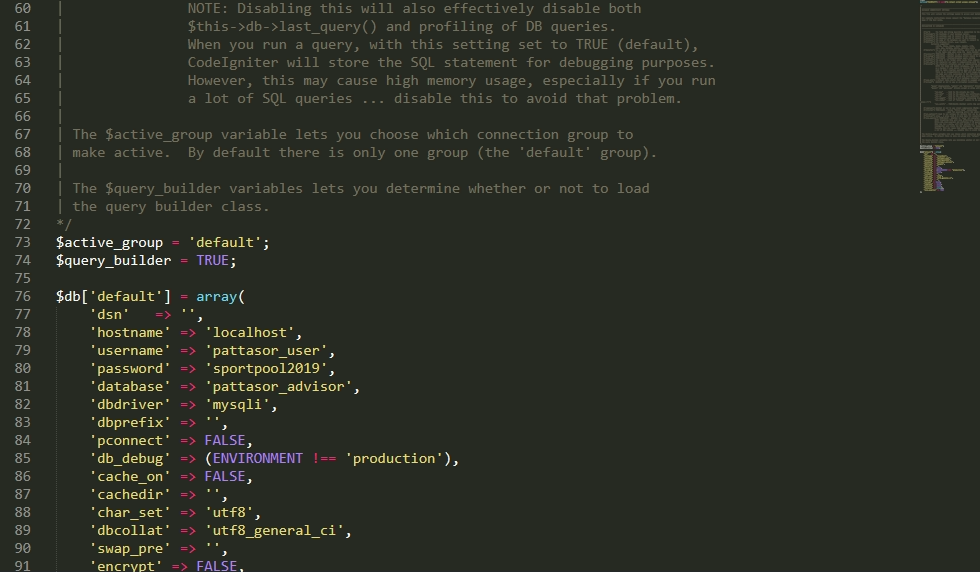 60 | NOTE: Disabling this will also effectively disable both
61 | $this->db->last_query() and profiling of DB queries.
62 | When you run a query, with this setting set to TRUE (default),
63 | CodeIgniter will store the SQL statement for debugging purposes.
64 | However, this may cause high memory usage, especially if you run
65 | a lot of SQL queries ... disable this to avoid that problem.
66 |
67 | The $active_group variable lets you choose which connection group to
68 | make active.  By default there is only one group (the 'default' group).
69 |
70 | The $query_builder variables lets you determine whether or not to load
71 | the query builder class.
72 */
73 $active_group = 'default';
74 $query_builder = TRUE;
75
76 $db['default'] = array(
77 'dsn'   => '',
78 'hostname' => 'localhost',
79 'username' => 'pattasor_user',
80 'password' => 'sportpool2019',
81 'database' => 'pattasor_advisor',
82 'dbdriver' => 'mysqli',
83 'dbprefix' => '',
84 'pconnect' => FALSE,
85 'db_debug' => (ENVIRONMENT !== 'production'),
86 'cache_on' => FALSE,
87 'cachedir' => '',
88 'char_set' => 'utf8',
89 'dbcollat' => 'utf8_general_ci',
90 'swap_pre' => '',
91 'encrypt' => FALSE,